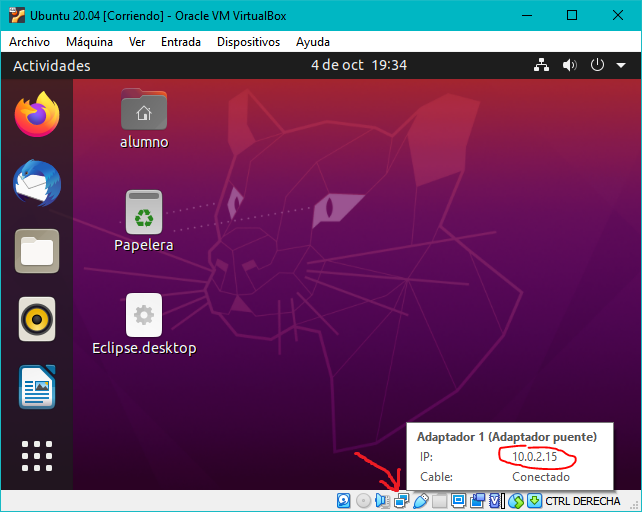 Ubuntu 20.04 [Corriendo] - Oracle VM VirtualBox
Archivo Máquina Ver Entrada Dispositivos Ayuda
Actividades 4 de oct 19:34
alumno
Papelera
Eclipse.desktop
Adaptador 1 (Adaptador puente)
IP: 10.0.2.15
Cable: Conectado
CTRL DERECHA